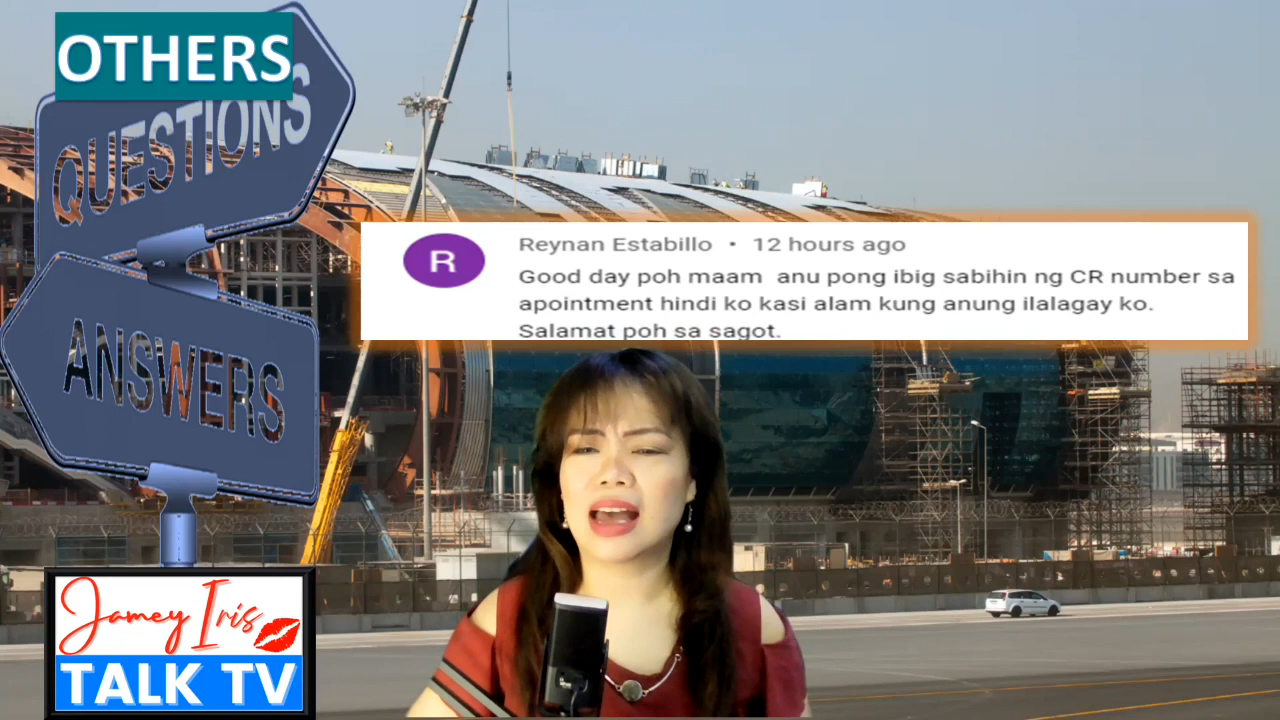 OTHERS
QUESTIONS
ANSWERS
Reynan Estabillo • 12 hours ago
R
Good day poh maam anu pong ibig sabihin ng CR number sa
apointment hindi ko kasi alam kung anung ilalagay ko.
Salamat poh sa sagot.
Jamey Iris
TALK TV